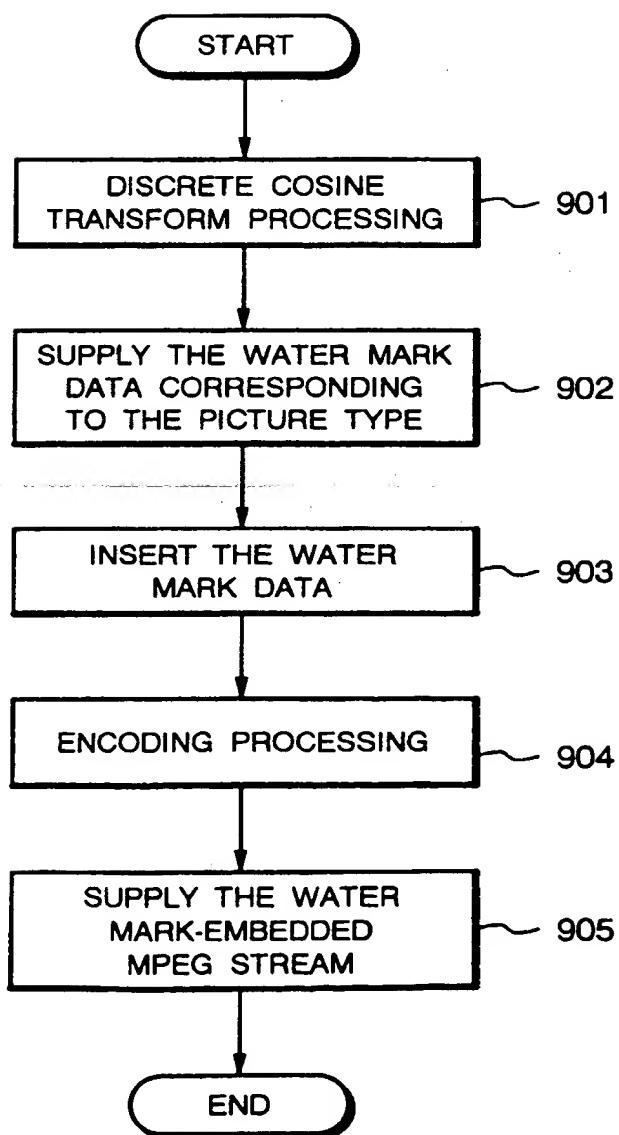 START
DISCRETE COSINE
TRANSFORM PROCESSING
901
SUPPLY THE WATER MARK
DATA CORRESPONDING
TO THE PICTURE TYPE
902
INSERT THE WATER
MARK DATA
903
ENCODING PROCESSING
904
SUPPLY THE WATER
MARK-EMBEDDED
MPEG STREAM
905
END